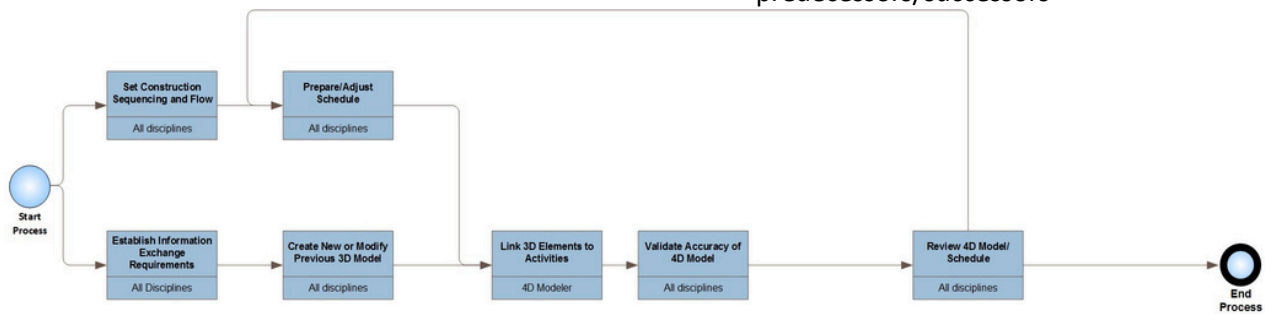 predecessors/successors
Set Construction
Sequencing and Flow
All disciplines
Prepare/Adjust
Schedule
All disciplines
Start
Process
Establish Information
Exchange
Requirements
All Disciplines
Create New or Modify
Previous 3D Model
All disciplines
Link 3D Elements to
Activities
4D Modeler
Validate Accuracy of
4D Model
All disciplines
Review 4D Model/
Schedule
All disciplines
End
Process